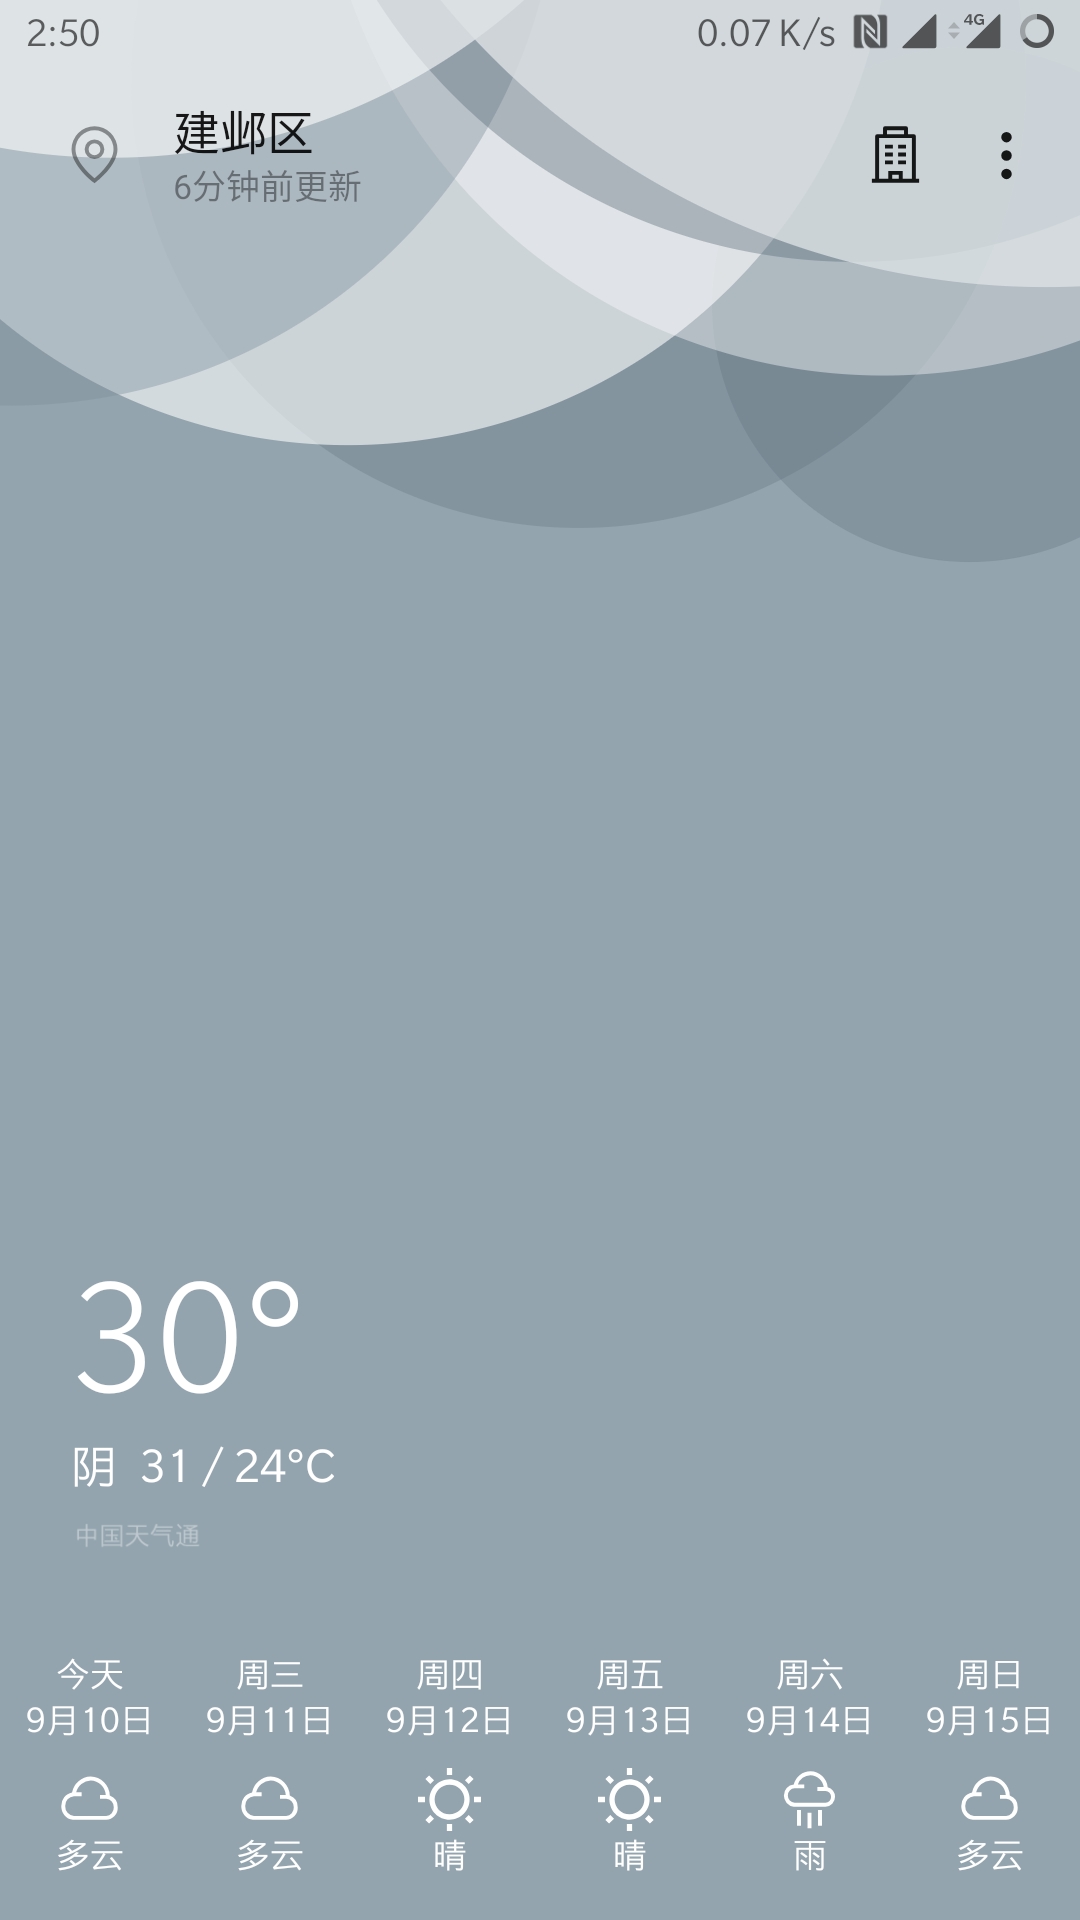 2:50
0.07 K/s
4G
建邺区
6分钟前更新
30°
阴 31 / 24°C
中国天气通
今天 周三 周四 周五 周六 周日
9月10日 9月11日 9月12日 9月13日 9月14日 9月15日
多云 多云 晴 晴 雨 多云